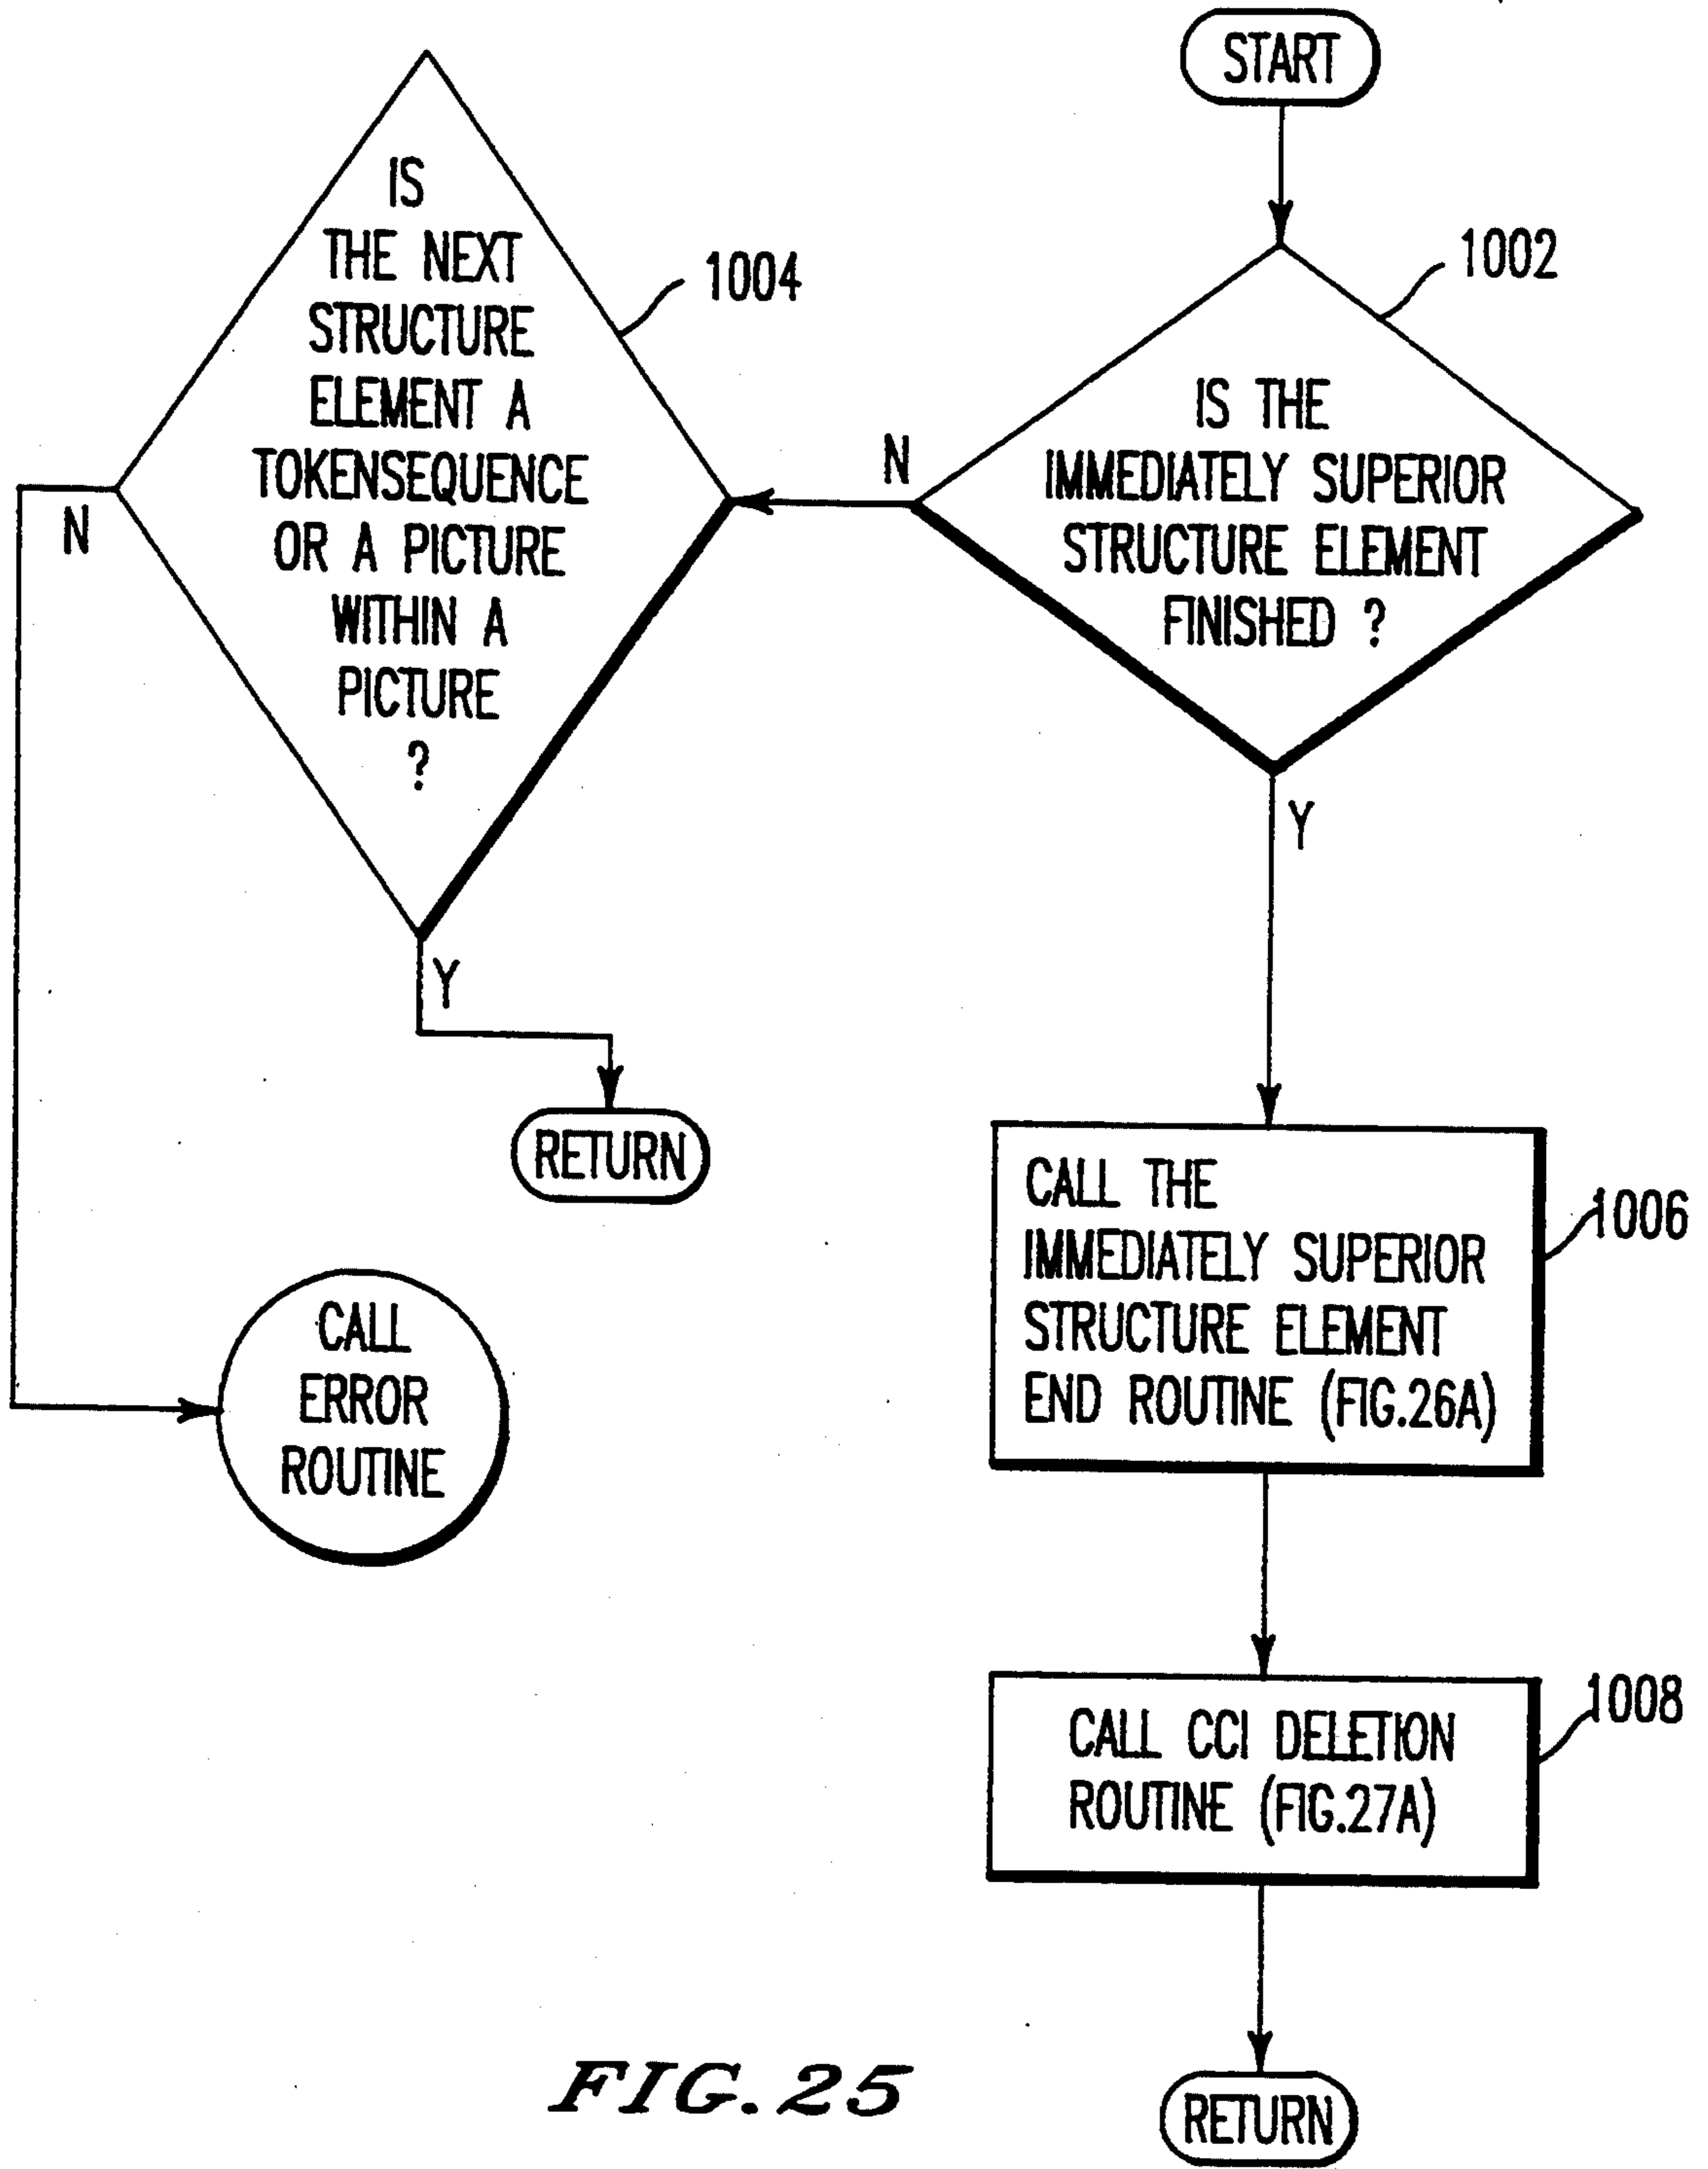 START
1002
IS THE
IMMEDIATELY SUPERIOR
STRUCTURE ELEMENT
FINISHED ?
N
Y
1004
IS
THE NEXT
STRUCTURE
ELEMENT A
TOKENSEQUENCE
OR A PICTURE
WITHIN A
PICTURE
?
N
Y
RETURN
CALL
ERROR
ROUTINE
1006
CALL THE
IMMEDIATELY SUPERIOR
STRUCTURE ELEMENT
END ROUTINE (FIG.26A)
1008
CALL CCI DELETION
ROUTINE (FIG.27A)
RETURN
FIG.25